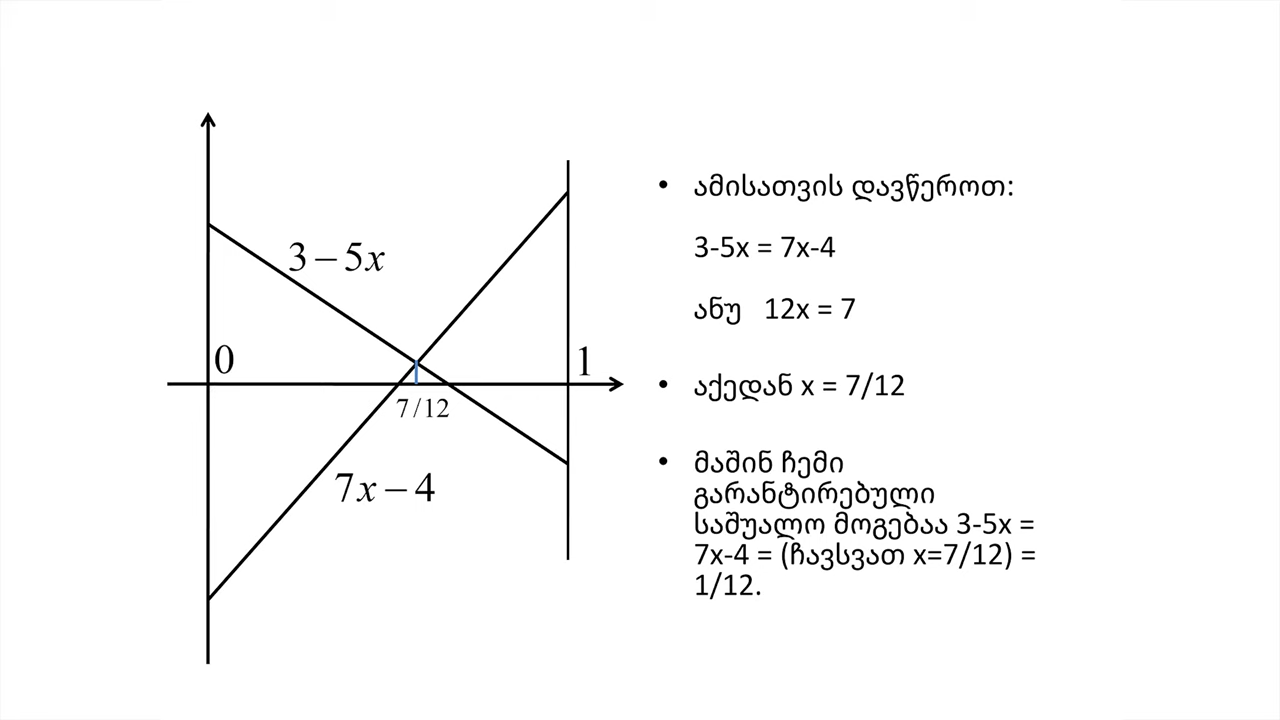 3 – 5x
0
1
7/12
7x – 4
• ამისათვის დავწეროთ:
3-5x = 7x-4
ანუ 12x = 7
• აქედან x = 7/12
• მაშინ ჩემი
გარანტირებული
საშუალო მოგებაა 3-5x =
7x-4 = (ჩავსვათ x=7/12) =
1/12.